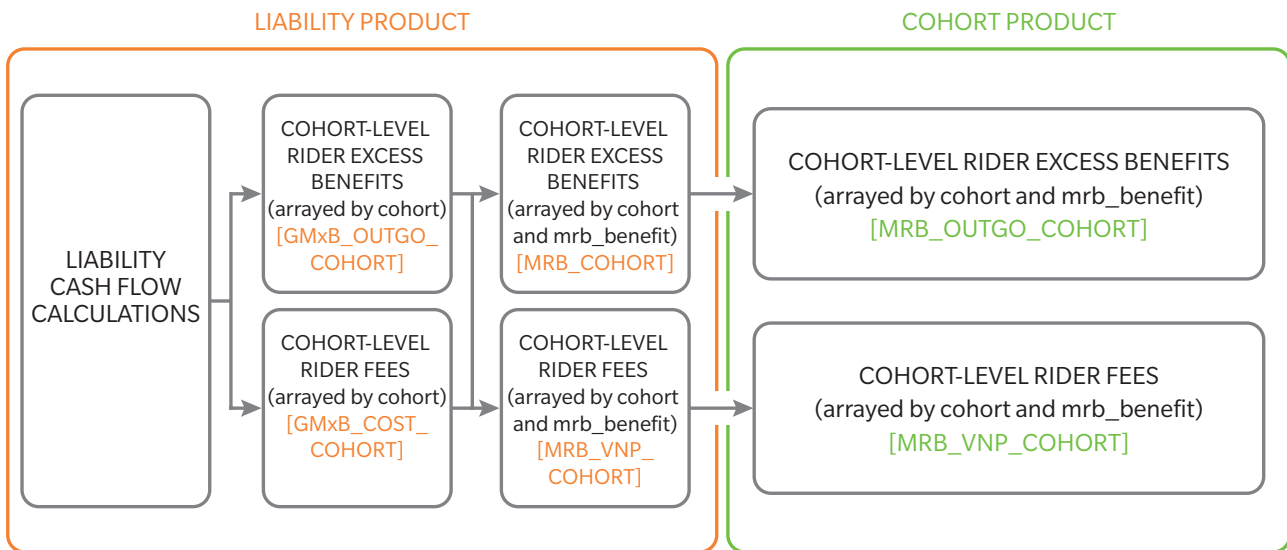 LIABILITY PRODUCT
COHORT PRODUCT
LIABILITY
CASH FLOW
CALCULATIONS
COHORT-LEVEL
RIDER EXCESS
BENEFITS
(arrayed by cohort)
[GMxB_OUTGO_
COHORT]
COHORT-LEVEL
RIDER FEES
(arrayed by cohort)
[GMxB_COST_
COHORT]
COHORT-LEVEL
RIDER EXCESS
BENEFITS
(arrayed by cohort
and mrb_benefit)
[MRB_COHORT]
COHORT-LEVEL
RIDER FEES
(arrayed by cohort
and mrb_benefit)
[MRB_VNP_
COHORT]
COHORT-LEVEL RIDER EXCESS BENEFITS
(arrayed by cohort and mrb_benefit)
[MRB_OUTGO_COHORT]
COHORT-LEVEL RIDER FEES
(arrayed by cohort and mrb_benefit)
[MRB_VNP_COHORT]